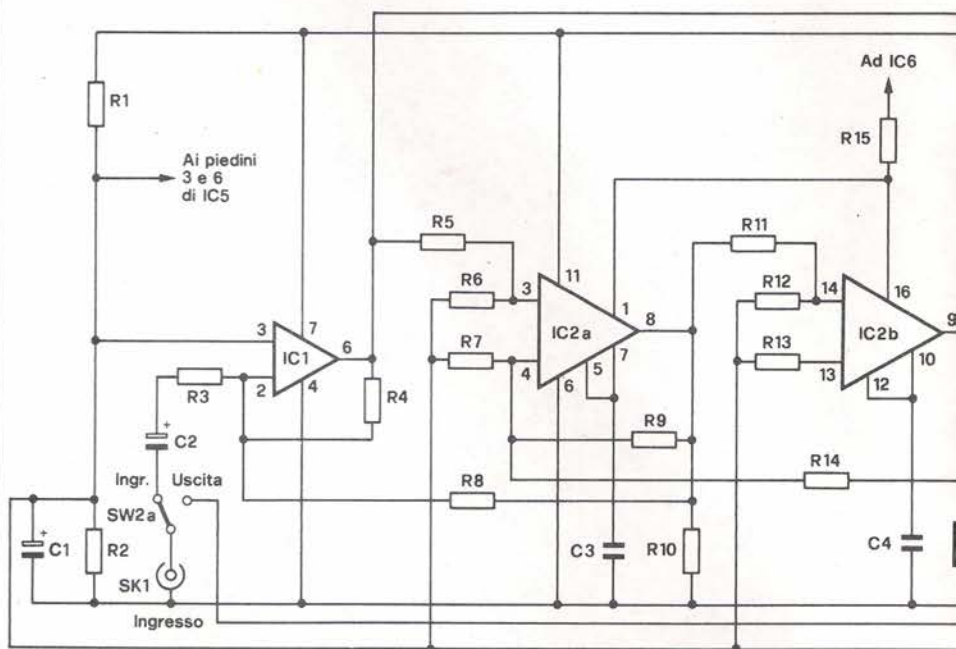 Ad IC6
R1
R15
Ai piedini
3 e 6
di IC5
R5
R11
R6
3
11
R12
14
16
1
IC2a
8
IC2b
9
R7
4
7
5
6
R13
13
10
12
3
7
IC1
6
2
4
R3
R4
R9
C2
R14
Ingr.
Uscita
R8
SW2a
C1
R2
C3
R10
C4
SK1
Ingresso